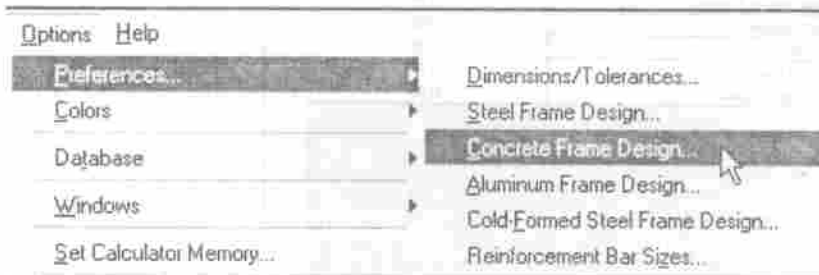 Options Help
Preferences...
Colors
Database
Windows
Set Calculator Memory...
Dimensions/Tolerances...
Steel Frame Design...
Concrete Frame Design...
Aluminum Frame Design...
Cold-Formed Steel Frame Design...
Reinforcement Bar Sizes...